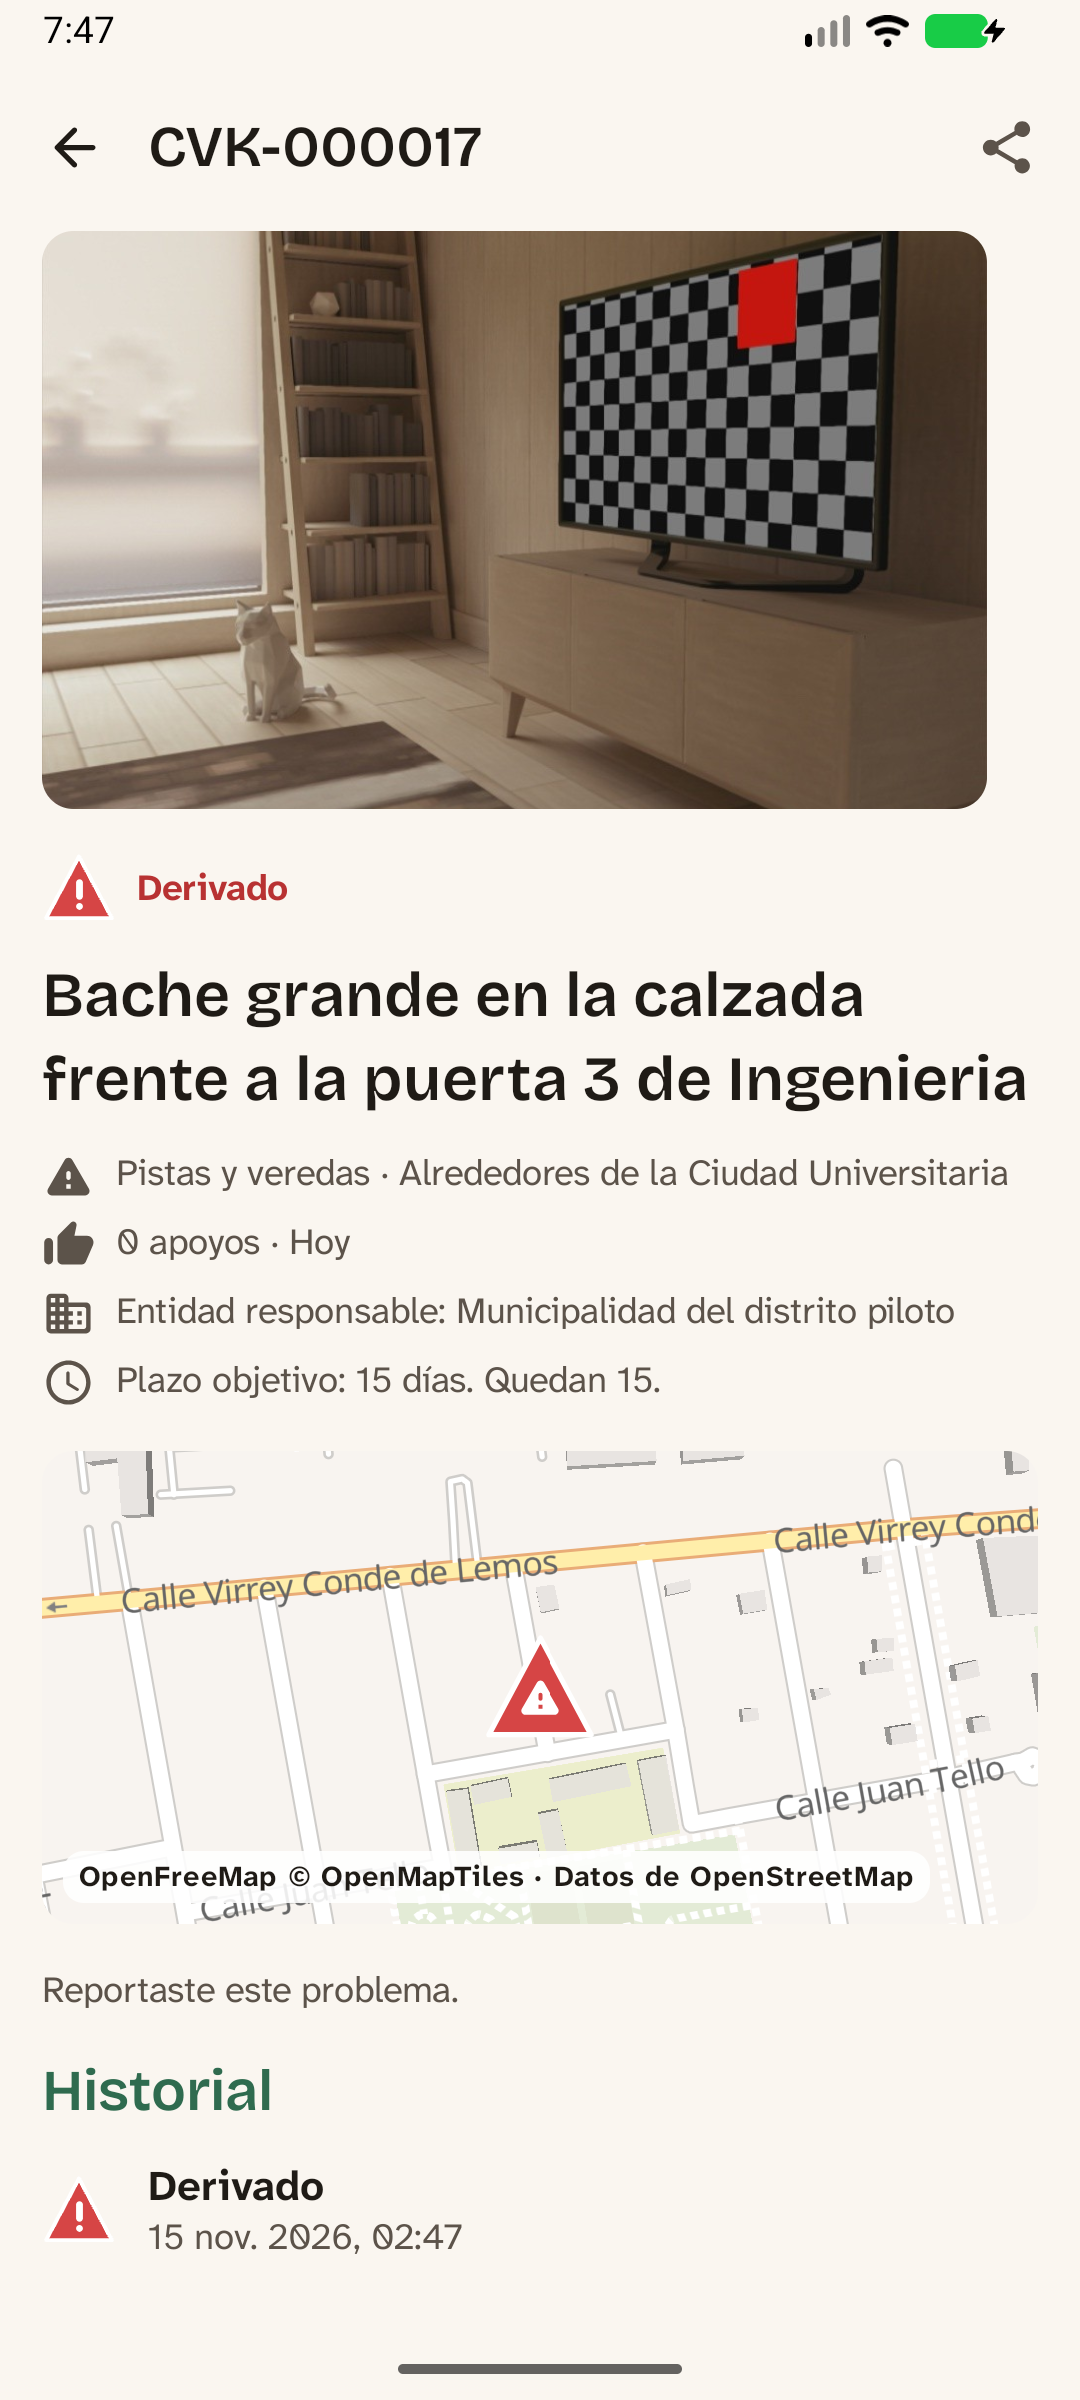 7:47
CVK-000017
Derivado
Bache grande en la calzada
frente a la puerta 3 de Ingenieria
Pistas y veredas · Alrededores de la Ciudad Universitaria
0 apoyos · Hoy
Entidad responsable: Municipalidad del distrito piloto
Plazo objetivo: 15 días. Quedan 15.
Calle Virrey Conde de Lemos
Calle Virrey Cond
Calle Juan Tello
OpenFreeMap © OpenMapTiles · Datos de OpenStreetMap
Calle Juan
Reportaste este problema.
Historial
Derivado
15 nov. 2026, 02:47